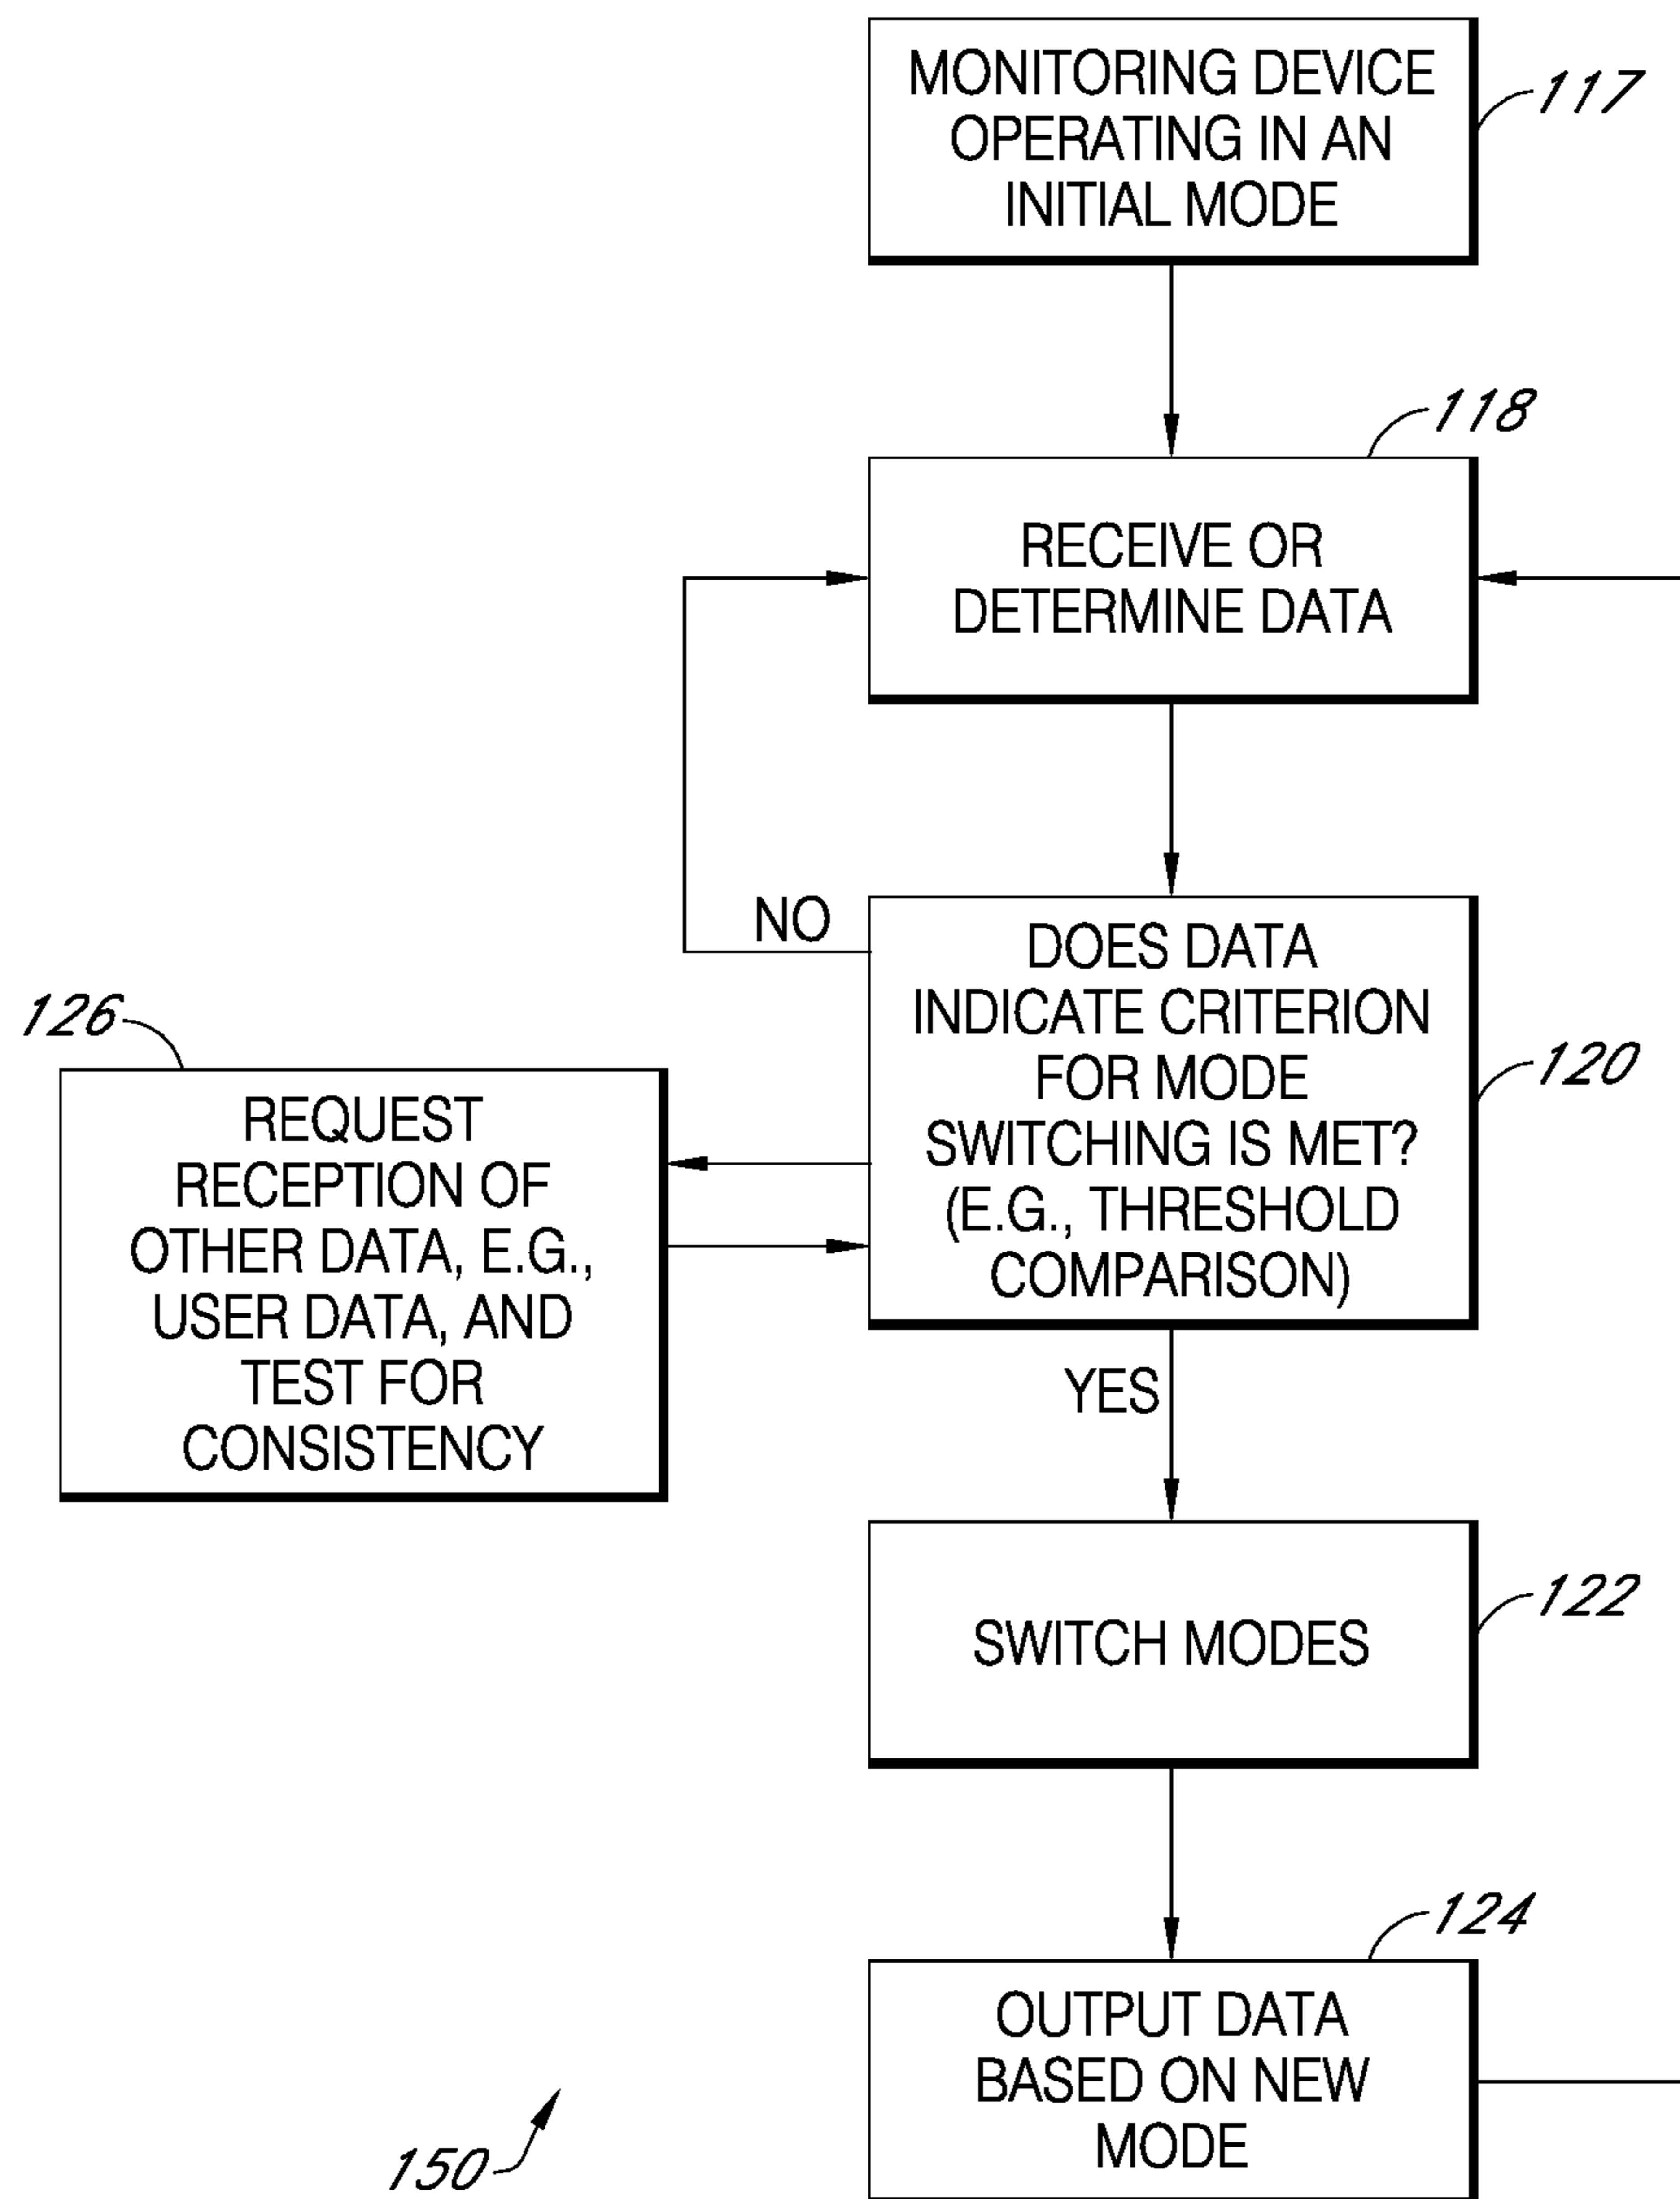 MONITORING DEVICE
OPERATING IN AN
INITIAL MODE
117
118
RECEIVE OR
DETERMINE DATA
NO
DOES DATA
INDICATE CRITERION
FOR MODE
SWITCHING IS MET?
(E.G., THRESHOLD
COMPARISON)
120
126
REQUEST
RECEPTION OF
OTHER DATA, E.G.,
USER DATA, AND
TEST FOR
CONSISTENCY
YES
SWITCH MODES
122
124
OUTPUT DATA
BASED ON NEW
MODE
150